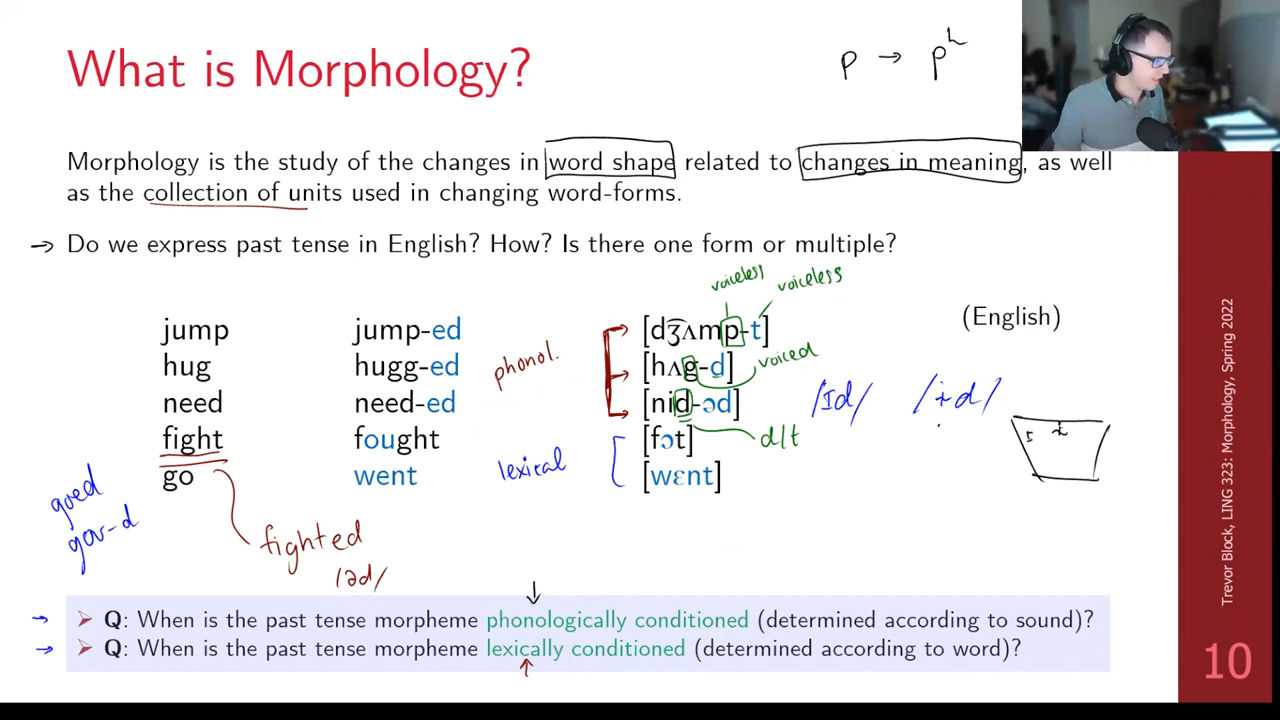 What is Morphology?
p → pʰ
Morphology is the study of the changes in word shape related to changes in meaning, as well
as the collection of units used in changing word-forms.
→ Do we express past tense in English? How? Is there one form or multiple?
voiceless voiceless
(English)
jump jump-ed [d͡ʒʌmp-t]
hug hugg-ed phonol. [hʌg-d] voiced
need need-ed [nid-əd] /ɪd/ /ɨd/
ɪ ɨ
fight fought [fɔt] d/t
go went lexical [wɛnt]
goed
goʊ-d
fighted
/əd/
→ ➢ Q: When is the past tense morpheme phonologically conditioned (determined according to sound)?
→ ➢ Q: When is the past tense morpheme lexically conditioned (determined according to word)?
Trevor Block, LING 323: Morphology, Spring 2022
10